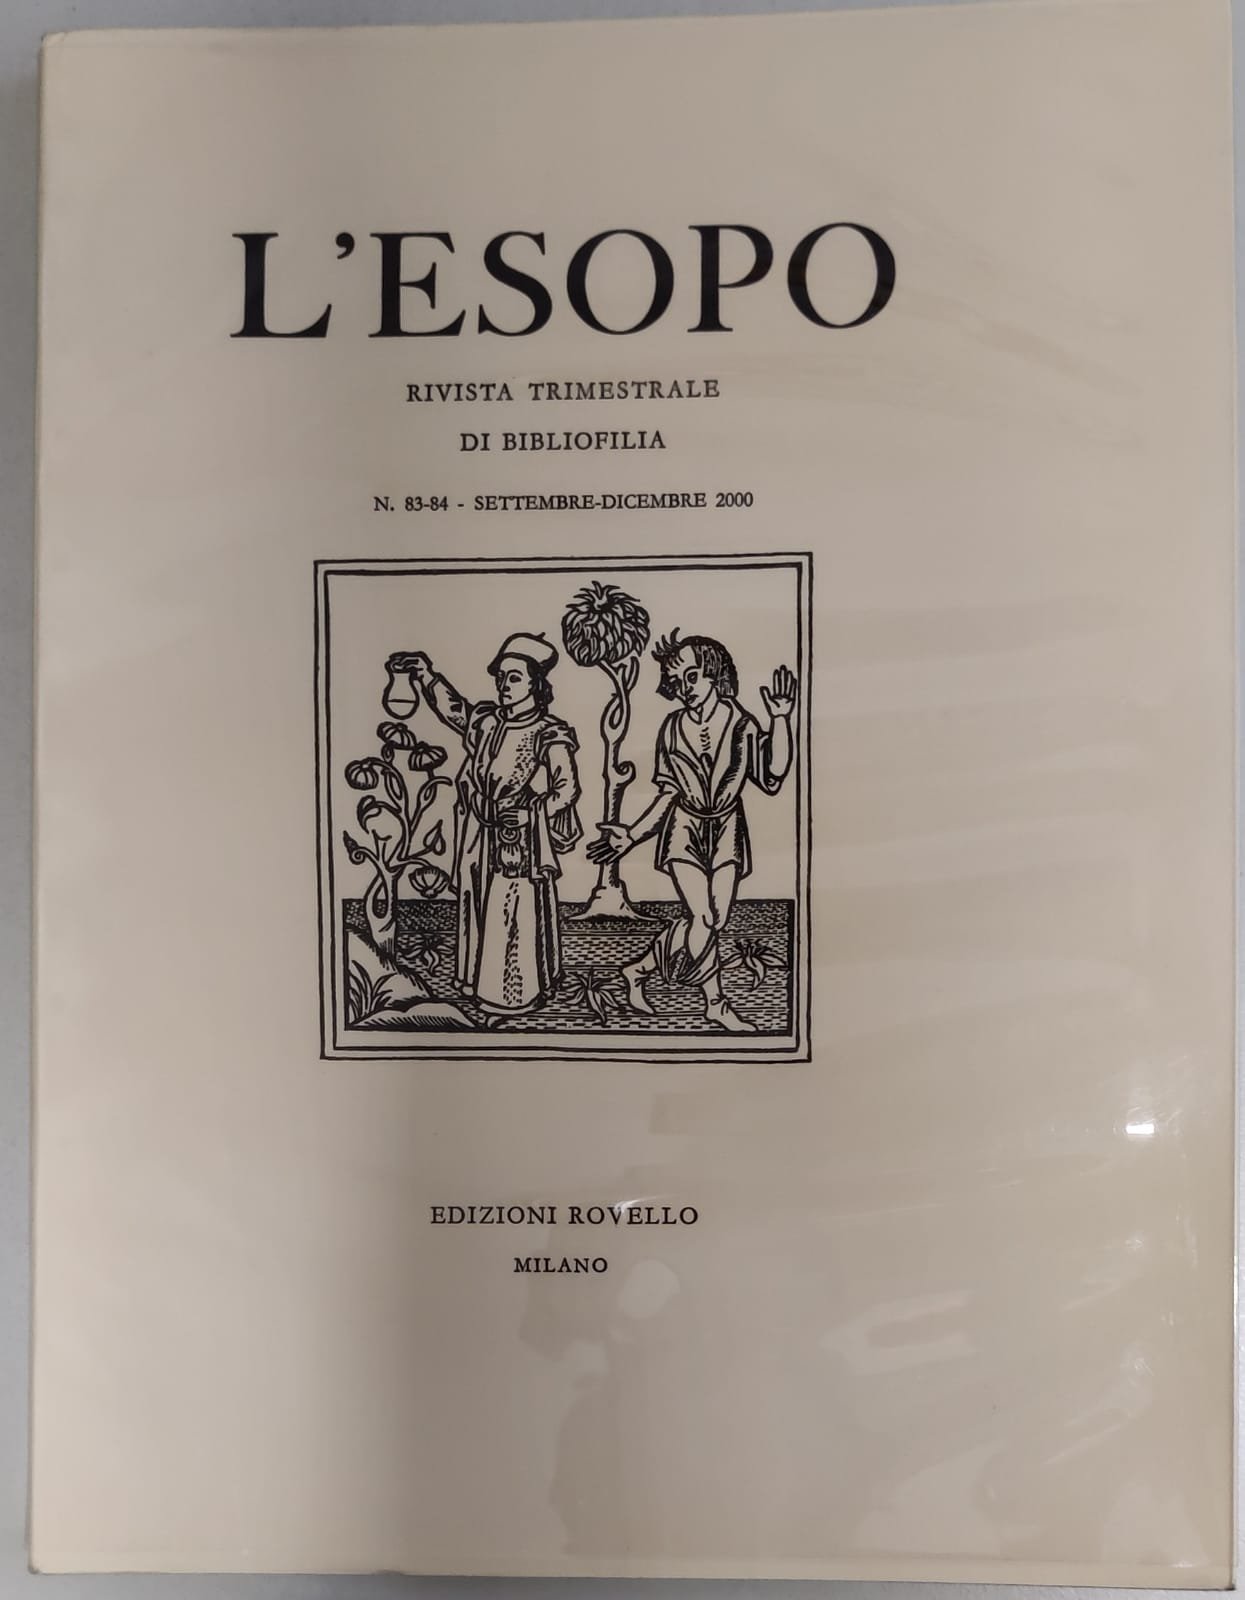 L'ESOPO
RIVISTA TRIMESTRALE
DI BIBLIOFILIA
N. 83-84 - SETTEMBRE-DICEMBRE 2000
EDIZIONI ROVELLO
MILANO